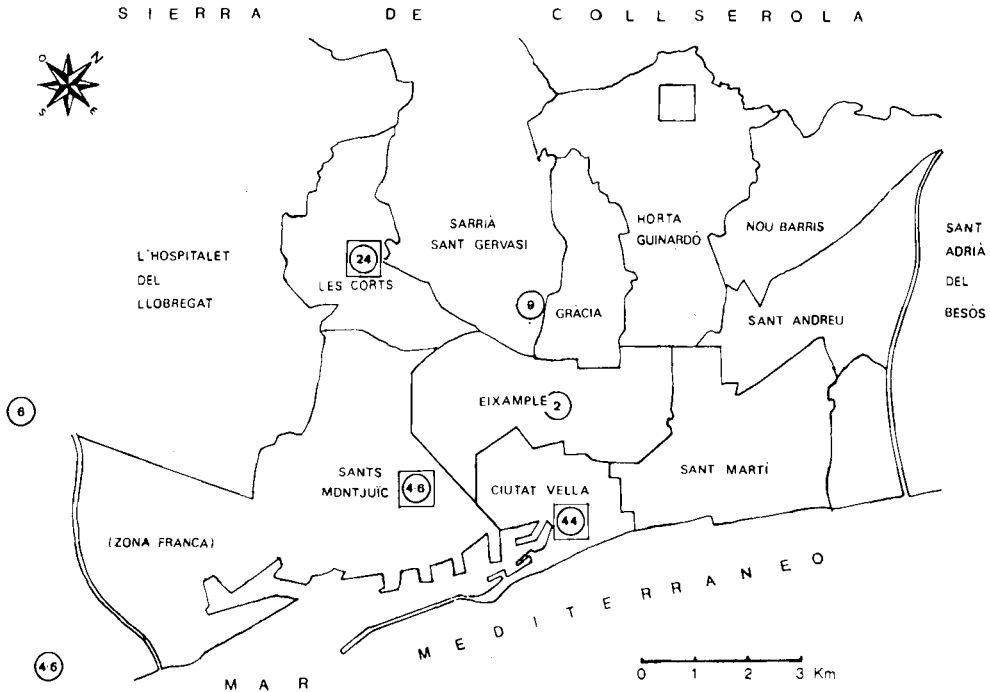 SIERRA DE COLLSEROLA
O N
S E
SARRIÀ
SANT GERVASI
HORTA
GUINARDÓ
NOU BARRIS
SANT
ADRIÀ
DEL
BESÒS
L'HOSPITALET
DEL
LLOBREGAT
24
LES CORTS
9
GRÀCIA
SANT ANDREU
6
EIXAMPLE 2
SANTS
MONTJUÏC
4·6
CIUTAT VELLA
44
SANT MARTÍ
(ZONA FRANCA)
MAR MEDITERRANEO
4·6
0 1 2 3 Km